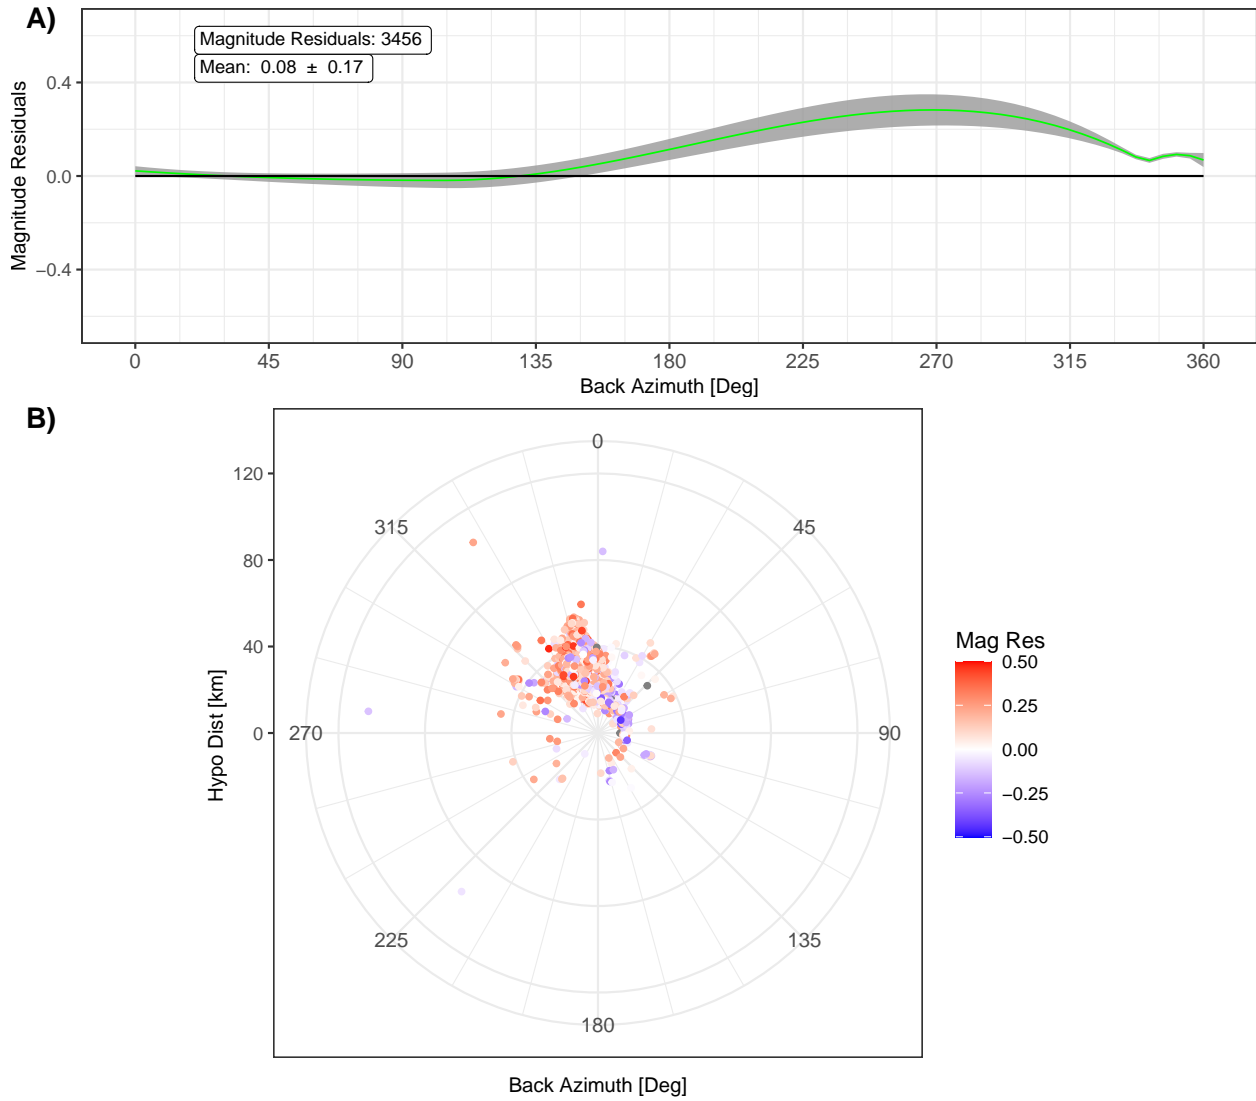 A)
Magnitude Residuals: 3456
Mean:  0.08  ±  0.17
Magnitude Residuals
0.4
0.0
−0.4
0 45 90 135 180 225 270 315 360
Back Azimuth [Deg]
B)
Hypo Dist [km]
120
80
40
0
0
45
90
135
180
225
270
315
Back Azimuth [Deg]
Mag Res
0.50
0.25
0.00
−0.25
−0.50